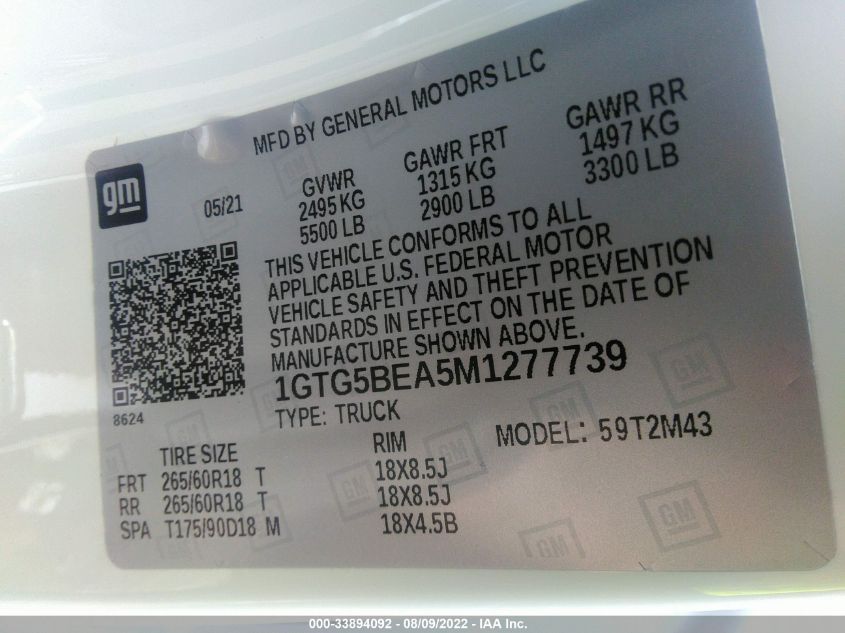 MFD BY GENERAL MOTORS LLC
gm
05/21
GVWR
2495 KG
5500 LB
GAWR FRT
1315 KG
2900 LB
GAWR RR
1497 KG
3300 LB
THIS VEHICLE CONFORMS TO ALL
APPLICABLE U.S. FEDERAL MOTOR
VEHICLE SAFETY AND THEFT PREVENTION
STANDARDS IN EFFECT ON THE DATE OF
MANUFACTURE SHOWN ABOVE.
1GTG5BEA5M1277739
8624
TYPE: TRUCK
MODEL: 59T2M43
TIRE SIZE RIM
FRT 265/60R18 T 18X8.5J
RR 265/60R18 T 18X8.5J
SPA T175/90D18 M 18X4.5B
GM
GM
GM
GM
000-33894092 - 08/09/2022 - IAA Inc.